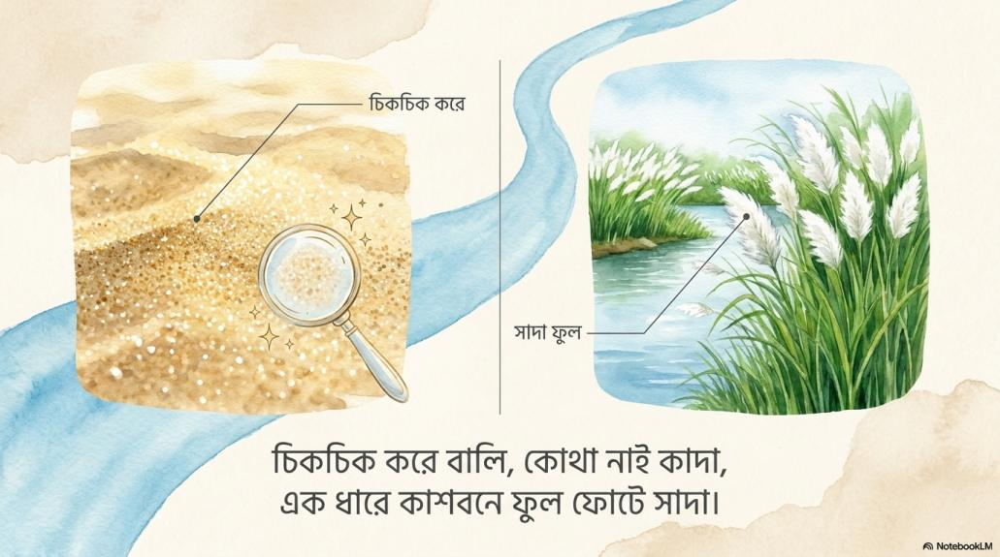 চিকচিক করে
সাদা ফুল
চিকচিক করে বালি, কোথা নাই কাদা,
এক ধারে কাশবনে ফুল ফোটে সাদা।
NotebookLM